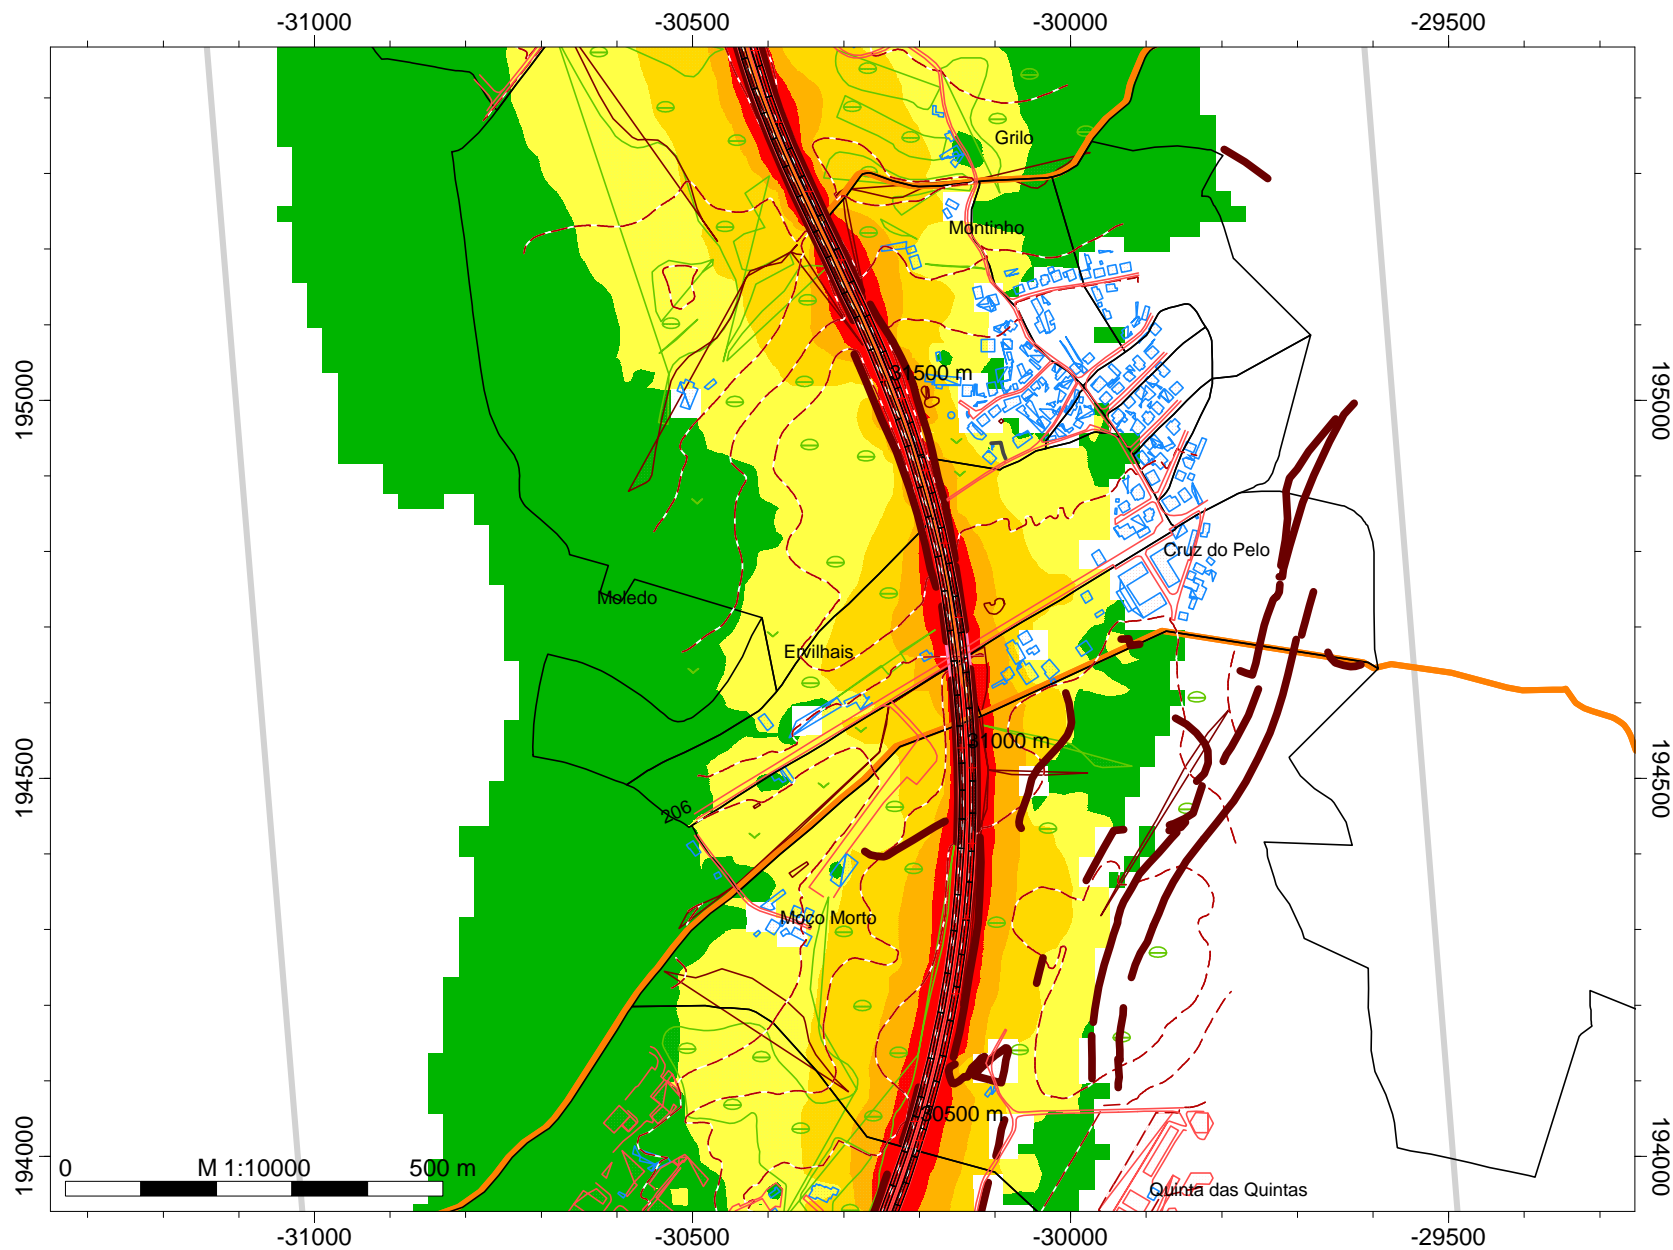 -31000 -30500 -30000 -29500
Grilo
Montinho
195000 31500 m 195000
Cruz do Pelo
Moledo
Ervilhais
31000 m
194500 194500
206
Moço Morto
30500 m
194000 194000
0 M 1:10000 500 m
Quinta das Quintas
-31000 -30500 -30000 -29500